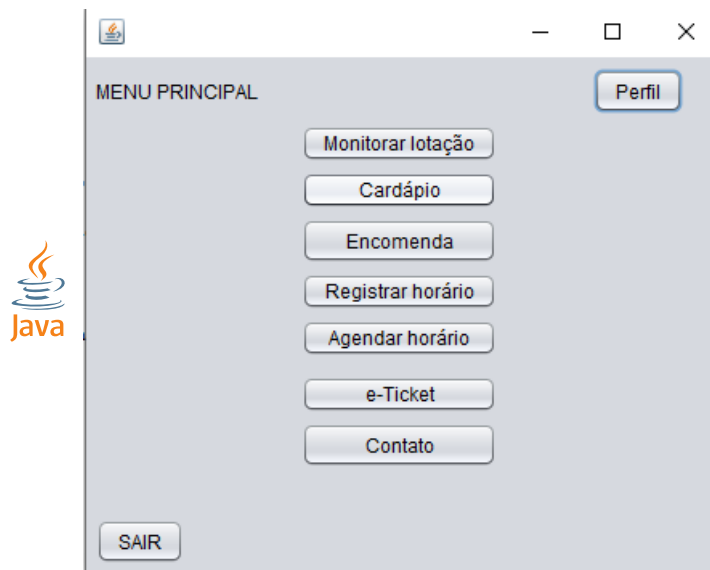 MENU PRINCIPAL
Perfil
Monitorar lotação
Cardápio
Encomenda
Registrar horário
Agendar horário
e-Ticket
Contato
SAIR
Java